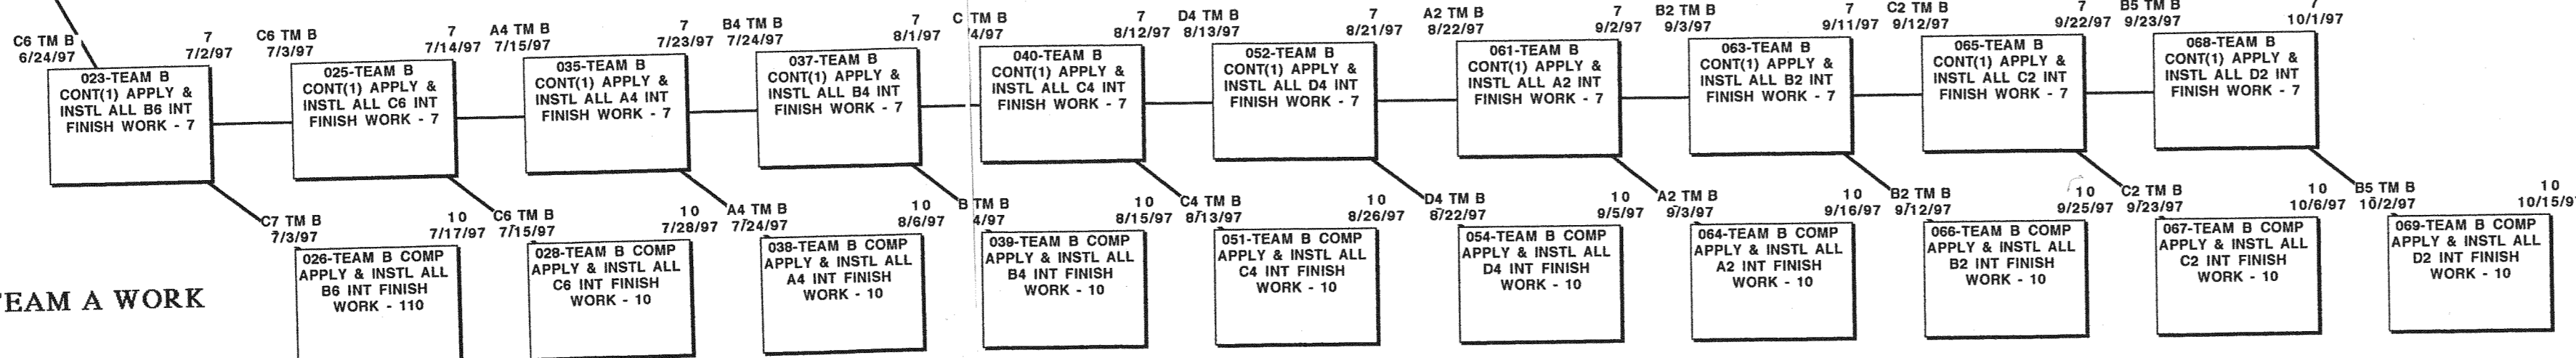 C6 TM B 7
6/24/97 7/2/97
023-TEAM B
CONT(1) APPLY &
INSTL ALL B6 INT
FINISH WORK - 7
C6 TM B 7
7/3/97 7/14/97
025-TEAM B
CONT(1) APPLY &
INSTL ALL C6 INT
FINISH WORK - 7
A4 TM B 7
7/15/97 7/23/97
035-TEAM B
CONT(1) APPLY &
INSTL ALL A4 INT
FINISH WORK - 7
B4 TM B 7
7/24/97 8/1/97
037-TEAM B
CONT(1) APPLY &
INSTL ALL B4 INT
FINISH WORK - 7
C TM B 7
4/97 8/12/97
040-TEAM B
CONT(1) APPLY &
INSTL ALL C4 INT
FINISH WORK - 7
D4 TM B 7
8/13/97 8/21/97
052-TEAM B
CONT(1) APPLY &
INSTL ALL D4 INT
FINISH WORK - 7
A2 TM B 7
8/22/97 9/2/97
061-TEAM B
CONT(1) APPLY &
INSTL ALL A2 INT
FINISH WORK - 7
B2 TM B 7
9/3/97 9/11/97
063-TEAM B
CONT(1) APPLY &
INSTL ALL B2 INT
FINISH WORK - 7
C2 TM B 7
9/12/97 9/22/97
065-TEAM B
CONT(1) APPLY &
INSTL ALL C2 INT
FINISH WORK - 7
B5 TM B 7
9/23/97 10/1/97
068-TEAM B
CONT(1) APPLY &
INSTL ALL D2 INT
FINISH WORK - 7
C7 TM B 10
7/3/97 7/17/97
026-TEAM B COMP
APPLY & INSTL ALL
B6 INT FINISH
WORK - 110
C6 TM B 10
7/15/97 7/28/97
028-TEAM B COMP
APPLY & INSTL ALL
C6 INT FINISH
WORK - 10
A4 TM B 10
7/24/97 8/6/97
038-TEAM B COMP
APPLY & INSTL ALL
A4 INT FINISH
WORK - 10
B TM B 10
4/97 8/15/97
039-TEAM B COMP
APPLY & INSTL ALL
B4 INT FINISH
WORK - 10
C4 TM B 10
8/13/97 8/26/97
051-TEAM B COMP
APPLY & INSTL ALL
C4 INT FINISH
WORK - 10
D4 TM B 10
8/22/97 9/5/97
054-TEAM B COMP
APPLY & INSTL ALL
D4 INT FINISH
WORK - 10
A2 TM B 10
9/3/97 9/16/97
064-TEAM B COMP
APPLY & INSTL ALL
A2 INT FINISH
WORK - 10
B2 TM B 10
9/12/97 9/25/97
066-TEAM B COMP
APPLY & INSTL ALL
B2 INT FINISH
WORK - 10
C2 TM B 10
9/23/97 10/6/97
067-TEAM B COMP
APPLY & INSTL ALL
C2 INT FINISH
WORK - 10
B5 TM B 10
10/2/97 10/15/9
069-TEAM B COMP
APPLY & INSTL ALL
D2 INT FINISH
WORK - 10
TEAM A WORK